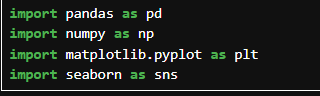 import pandas as pd
import numpy as np
import matplotlib.pyplot as plt
import seaborn as sns